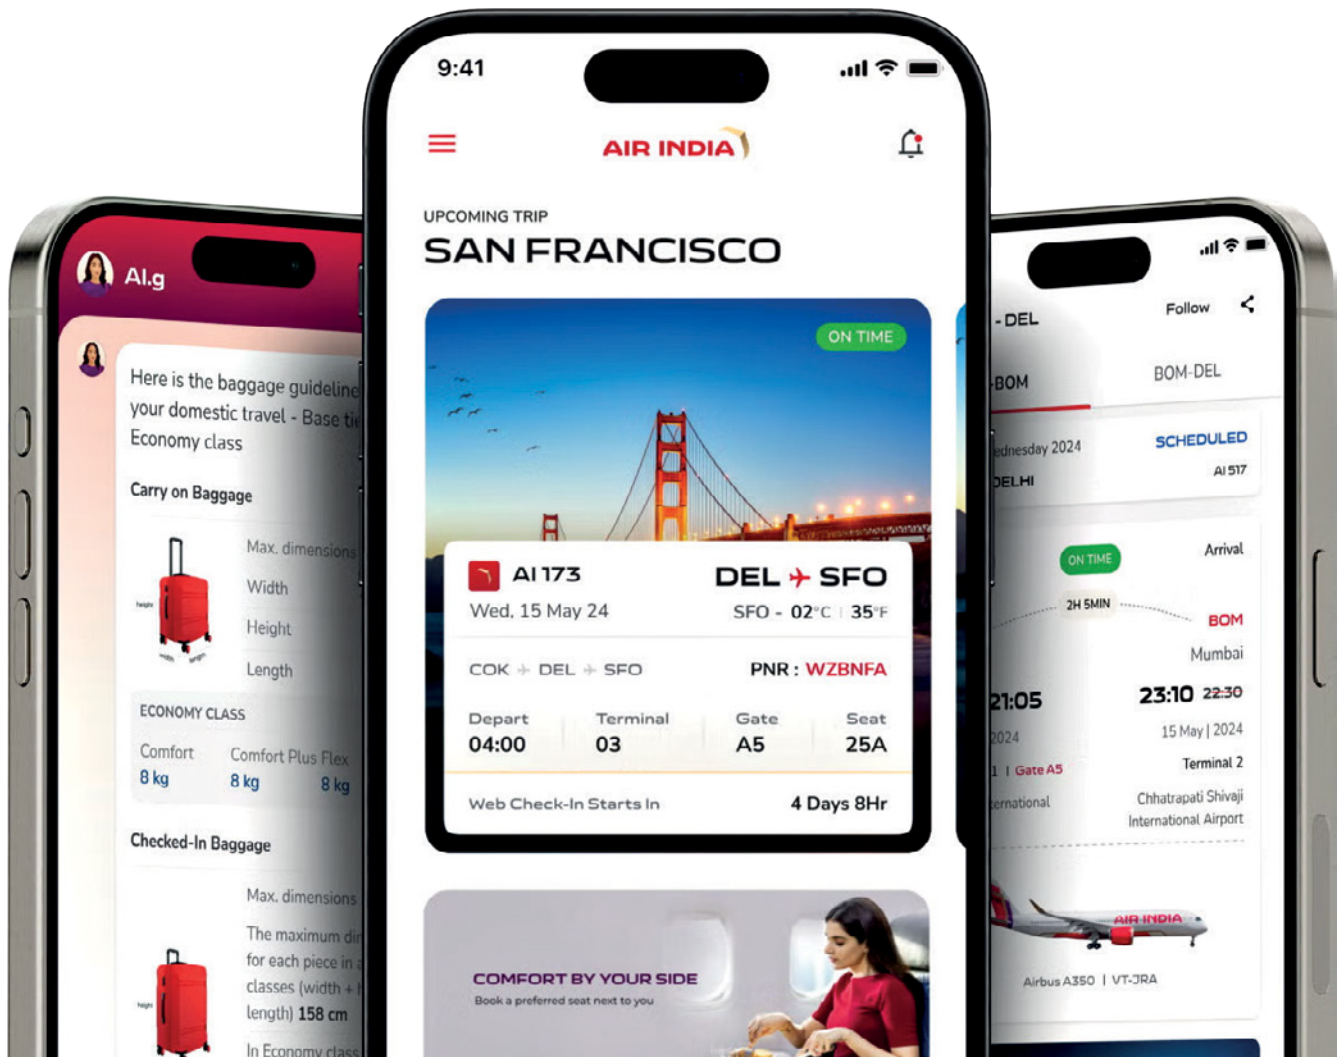 AI.g
Here is the baggage guideline
your domestic travel - Base
Economy class
Carry on Baggage
Max. dimensions
Width
height
Height
width length
Length
ECONOMY CLASS
Comfort Comfort Plus Flex
8 kg 8 kg 8 kg
Checked-In Baggage
Max. dimensions
The maximum
for each piece in
classes (width +
height
length) 158 cm
In Economy class
9:41
AIR INDIA
UPCOMING TRIP
SAN FRANCISCO
ON TIME
AI 173 DEL SFO
Wed, 15 May 24 SFO - 02°C | 35°F
COK DEL SFO PNR : WZBNFA
Depart Terminal Gate Seat
04:00 03 A5 25A
Web Check-In Starts In 4 Days 8Hr
COMFORT BY YOUR SIDE
Book a preferred seat next to you
- DEL Follow
-BOM BOM-DEL
2024 SCHEDULED
DELHI AI 517
ON TIME Arrival
2H 5MIN
BOM
Mumbai
21:05 23:10 22:30
2024 15 May | 2024
| Gate A5 Terminal 2
Chhatrapati Shivaji
International Airport
AIR INDIA
Airbus A350 | VT-JRA